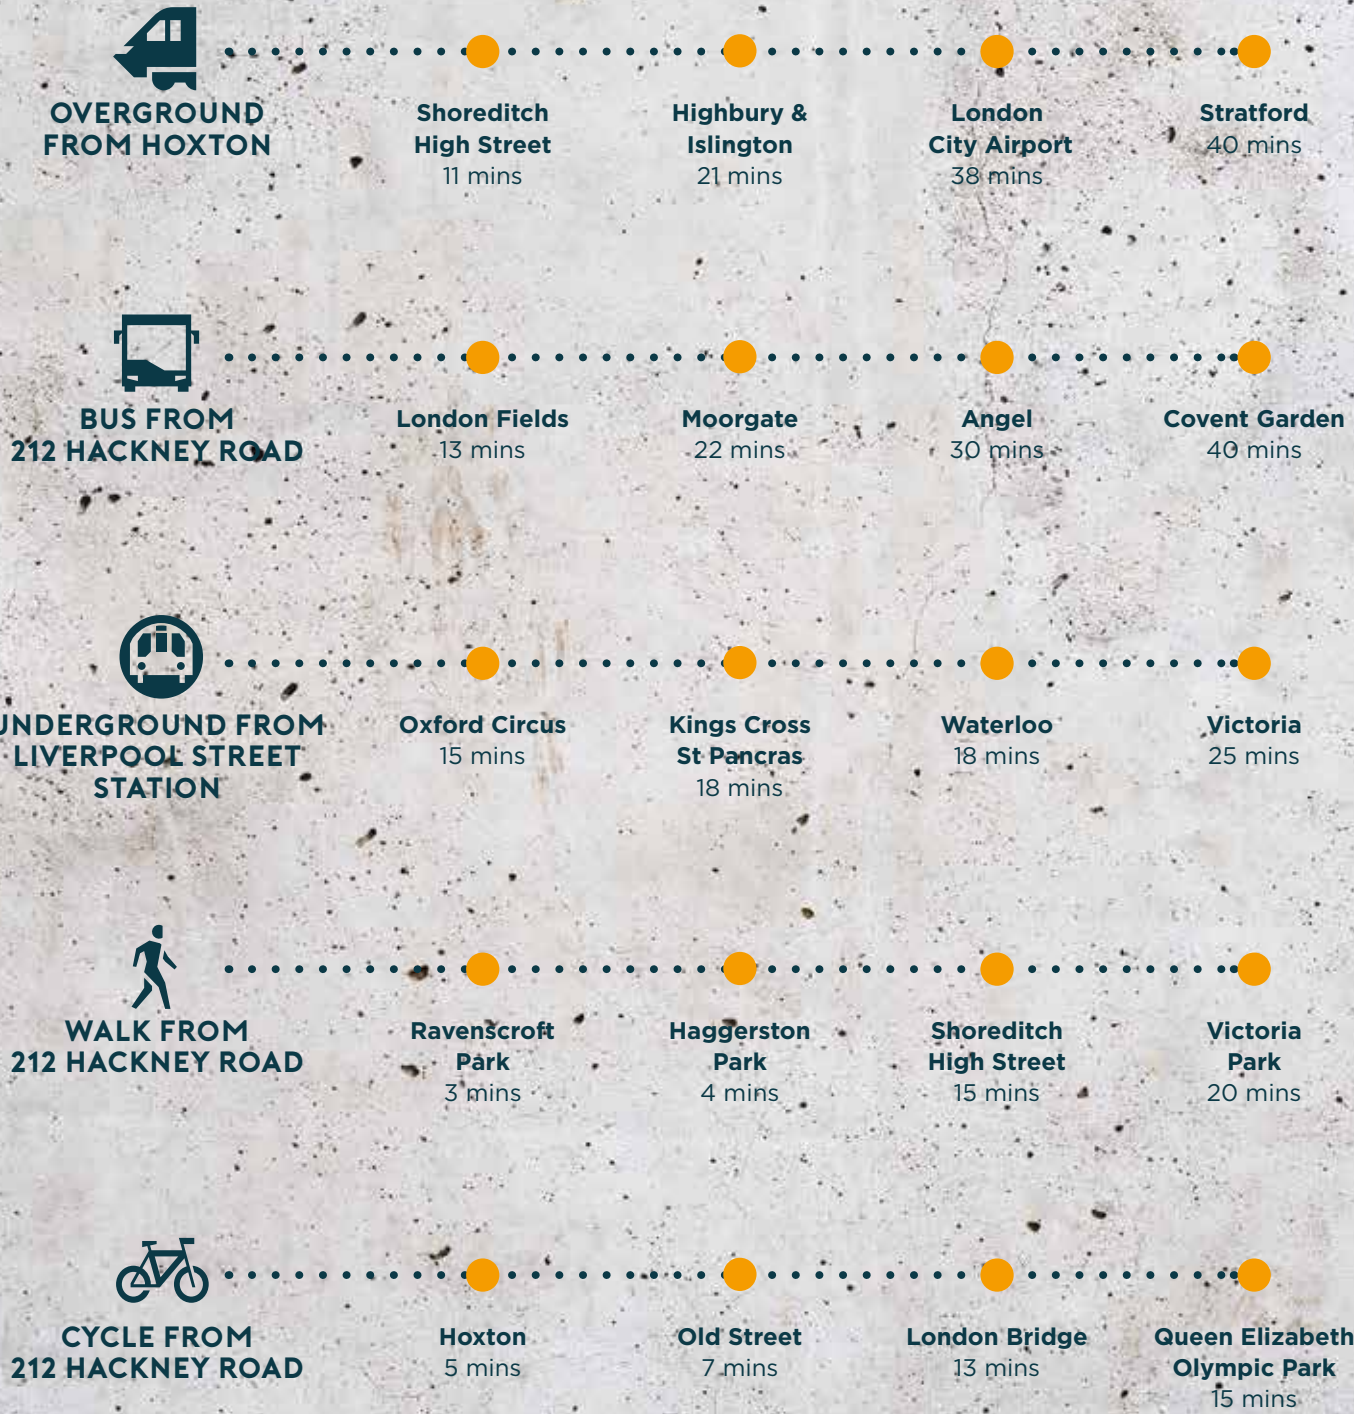 OVERGROUND
FROM HOXTON
Shoreditch
High Street
11 mins
Highbury &
Islington
21 mins
London
City Airport
38 mins
Stratford
40 mins
BUS FROM
212 HACKNEY ROAD
London Fields
13 mins
Moorgate
22 mins
Angel
30 mins
Covent Garden
40 mins
UNDERGROUND FROM
LIVERPOOL STREET
STATION
Oxford Circus
15 mins
Kings Cross
St Pancras
18 mins
Waterloo
18 mins
Victoria
25 mins
WALK FROM
212 HACKNEY ROAD
Ravenscroft
Park
3 mins
Haggerston
Park
4 mins
Shoreditch
High Street
15 mins
Victoria
Park
20 mins
CYCLE FROM
212 HACKNEY ROAD
Hoxton
5 mins
Old Street
7 mins
London Bridge
13 mins
Queen Elizabeth
Olympic Park
15 mins